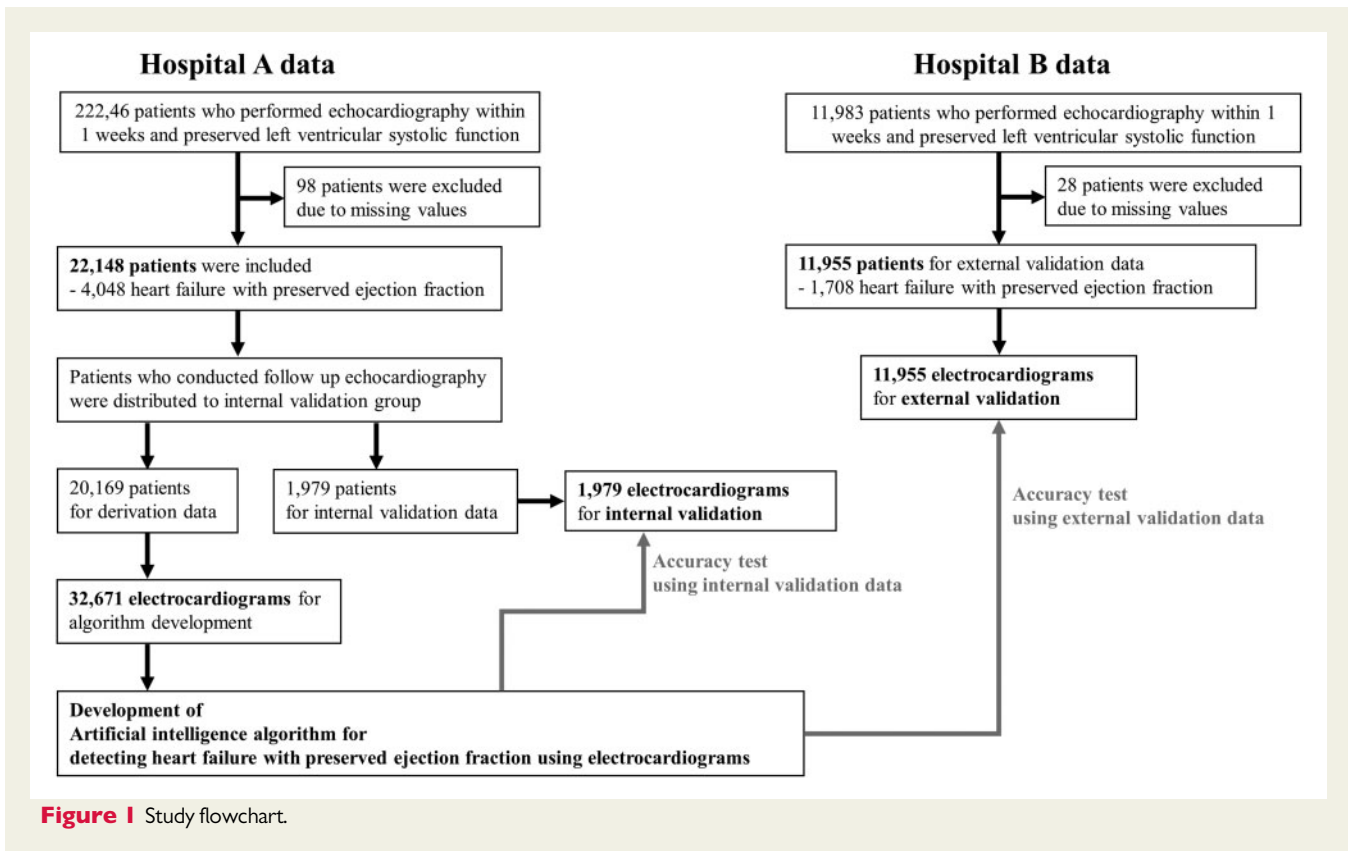 Hospital A data
222,46 patients who performed echocardiography within
1 weeks and preserved left ventricular systolic function
98 patients were excluded
due to missing values
22,148 patients were included
- 4,048 heart failure with preserved ejection fraction
Patients who conducted follow up echocardiography
were distributed to internal validation group
20,169 patients
for derivation data
1,979 patients
for internal validation data
1,979 electrocardiograms
for internal validation
Accuracy test
using internal validation data
32,671 electrocardiograms for
algorithm development
Development of
Artificial intelligence algorithm for
detecting heart failure with preserved ejection fraction using electrocardiograms
Hospital B data
11,983 patients who performed echocardiography within 1
weeks and preserved left ventricular systolic function
28 patients were excluded
due to missing values
11,955 patients for external validation data
- 1,708 heart failure with preserved ejection fraction
11,955 electrocardiograms
for external validation
Accuracy test
using external validation data
Figure 1 Study flowchart.